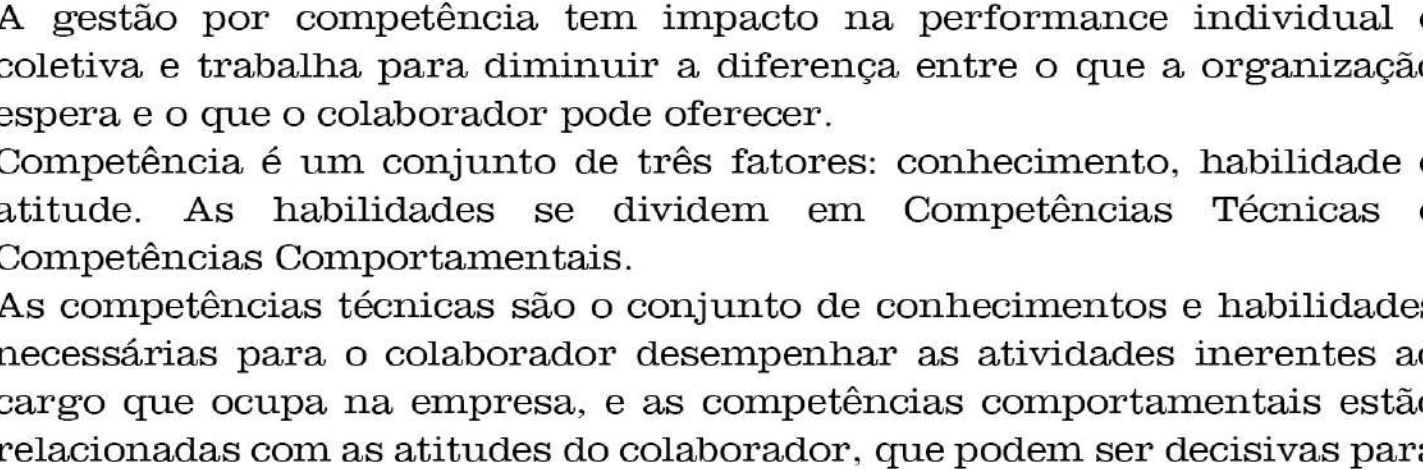 A gestão por competência tem impacto na performance individual e
coletiva e trabalha para diminuir a diferença entre o que a organização
espera e o que o colaborador pode oferecer.
Competência é um conjunto de três fatores: conhecimento, habilidade e
atitude. As habilidades se dividem em Competências Técnicas e
Competências Comportamentais.
As competências técnicas são o conjunto de conhecimentos e habilidades
necessárias para o colaborador desempenhar as atividades inerentes ao
cargo que ocupa na empresa, e as competências comportamentais estão
relacionadas com as atitudes do colaborador, que podem ser decisivas para